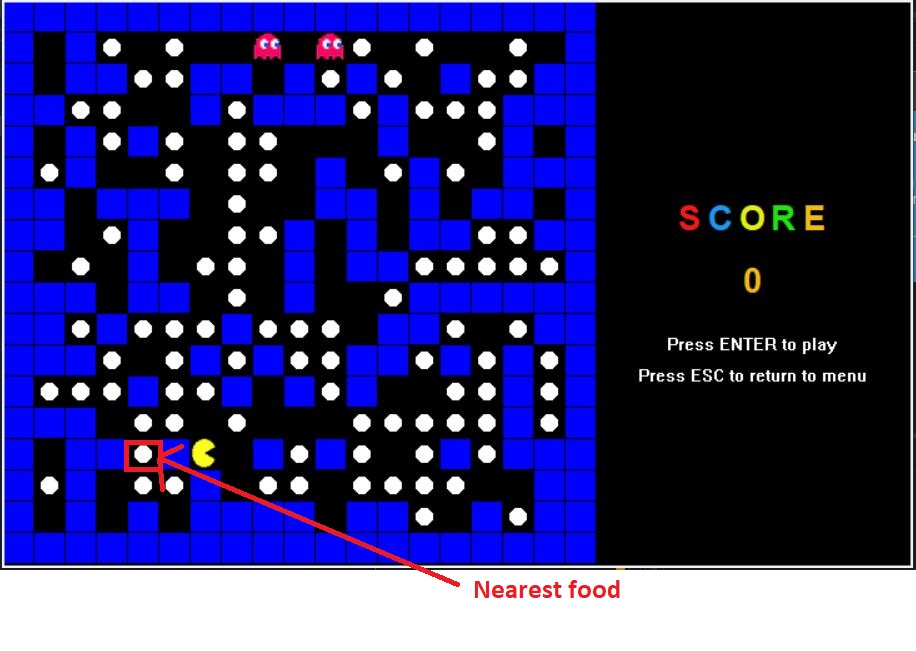 SCORE
0
Press ENTER to play
Press ESC to return to menu
Nearest food